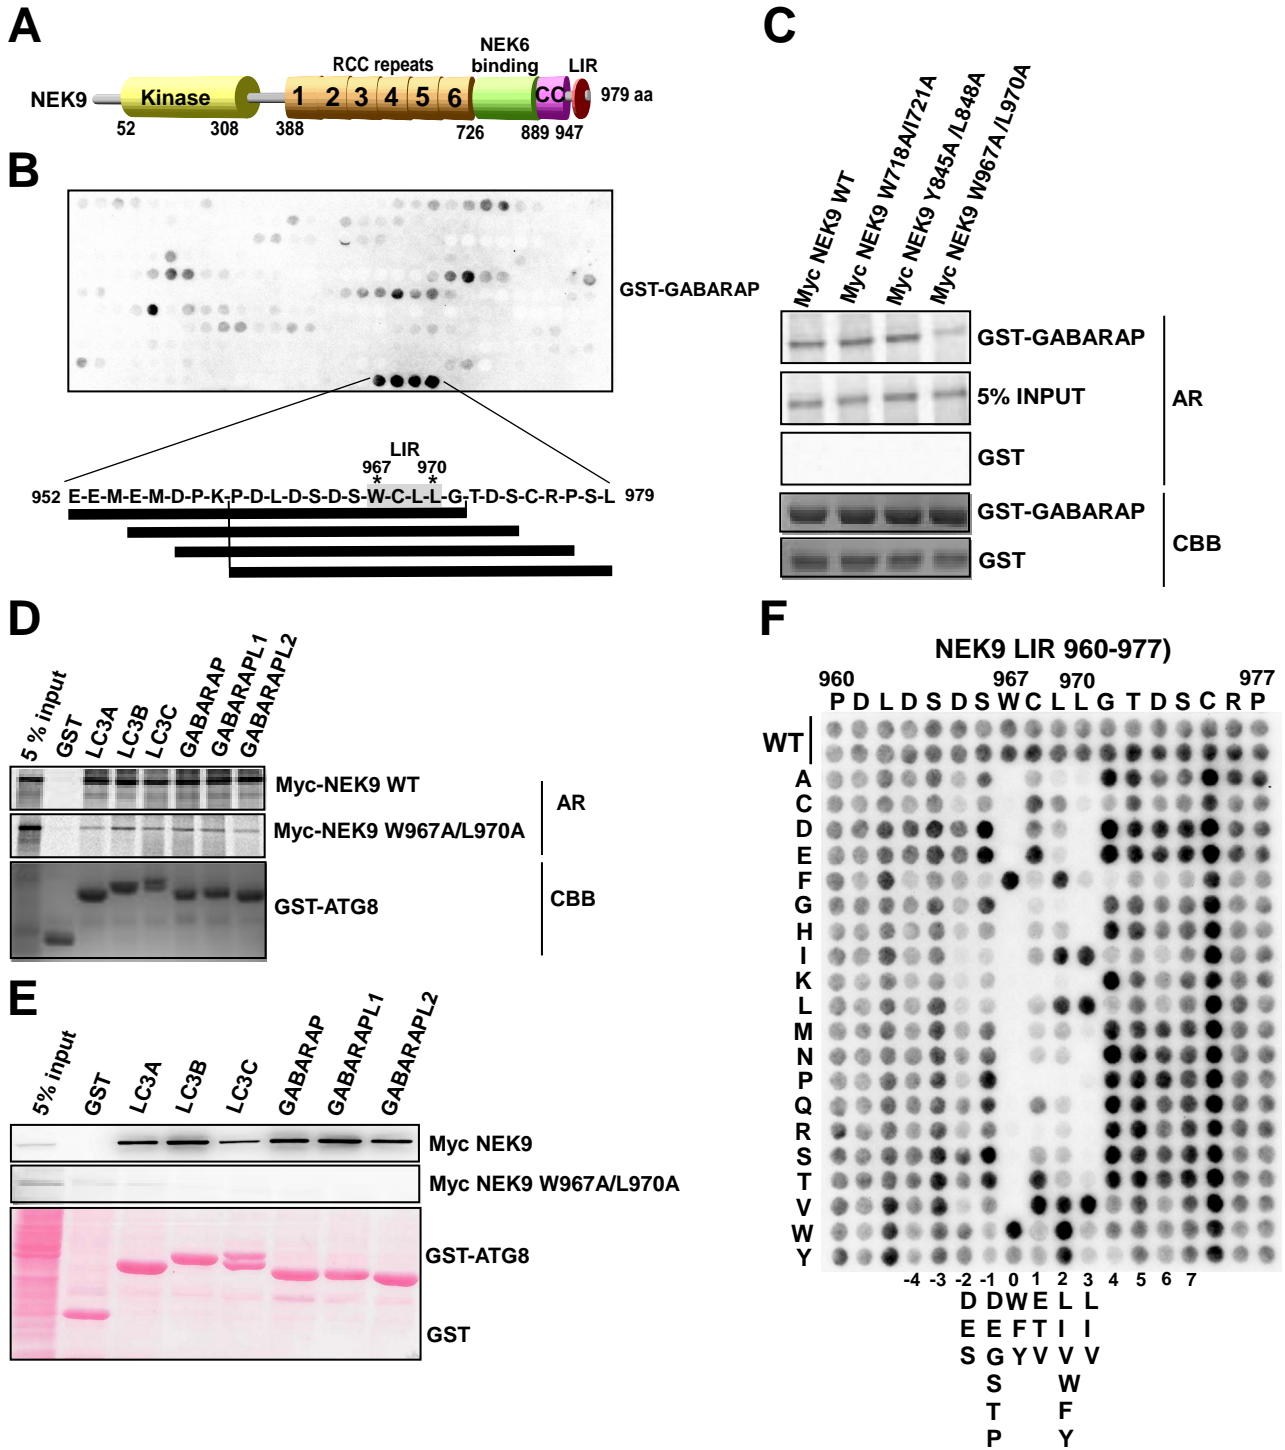 A
NEK9
Kinase
RCC repeats
1 2 3 4 5 6
NEK6
binding
CC
LIR
979 aa
52 308 388 726 889 947
B
GST-GABARAP
LIR
967 970
* *
952 E-E-M-E-M-D-P-K-P-D-L-D-S-D-S-W-C-L-L-G-T-D-S-C-R-P-S-L 979
C
Myc NEK9 WT
Myc NEK9 W718A/I721A
Myc NEK9 Y845A /L848A
Myc NEK9 W967A /L970A
GST-GABARAP
5% INPUT
GST
AR
GST-GABARAP
GST
CBB
D
5 % input
GST
LC3A
LC3B
LC3C
GABARAP
GABARAPL1
GABARAPL2
Myc-NEK9 WT
Myc-NEK9 W967A/L970A
AR
GST-ATG8
CBB
E
5% input
GST
LC3A
LC3B
LC3C
GABARAP
GABARAPL1
GABARAPL2
Myc NEK9
Myc NEK9 W967A/L970A
GST-ATG8
GST
F
NEK9 LIR 960-977)
960 967 970 977
P D L D S D S W C L L G T D S C R P
WT
A
C
D
E
F
G
H
I
K
L
M
N
P
Q
R
S
T
V
W
Y
-4 -3 -2 -1 0 1 2 3 4 5 6 7
D D W E L L
E E F T I I
S G Y V V V
S W
T F
P Y